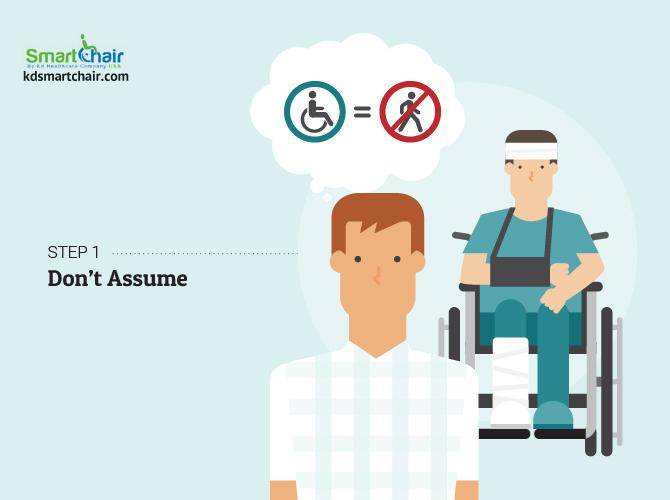 SmartChair
By Kd Healthcare Company USA
kdsmartchair.com
=
STEP 1
Don't Assume